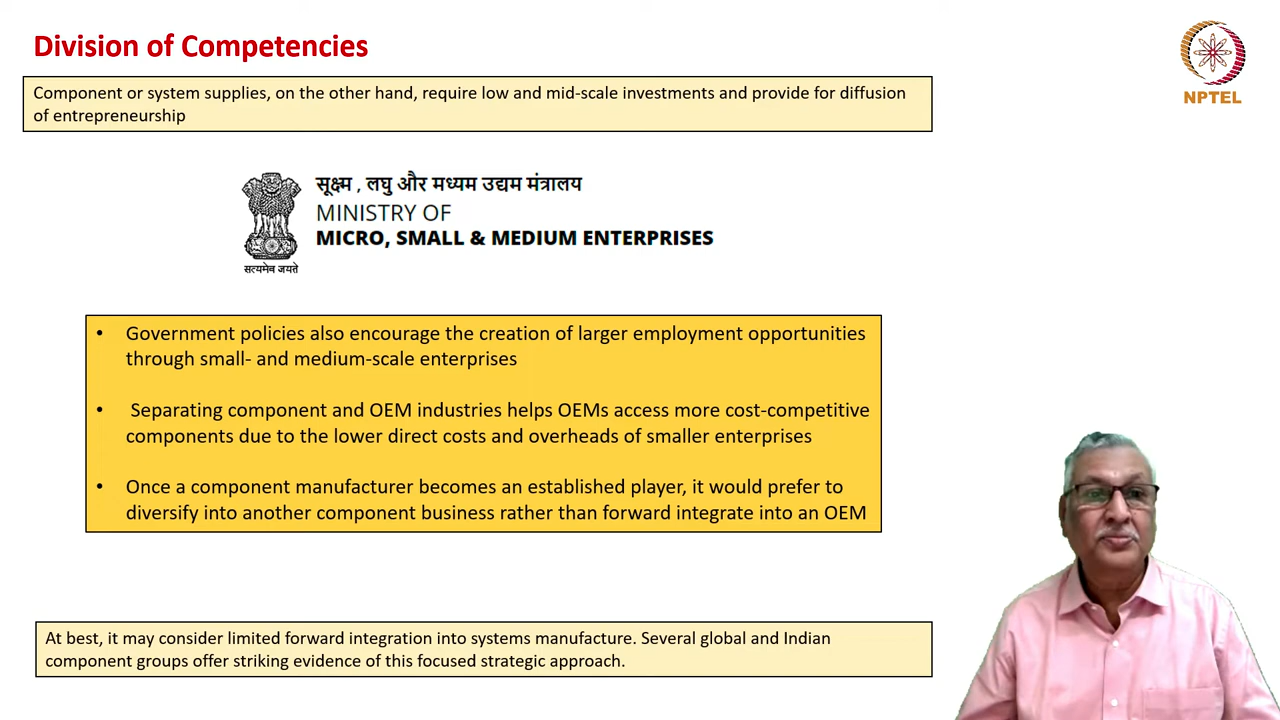 Division of Competencies
NPTEL
Component or system supplies, on the other hand, require low and mid-scale investments and provide for diffusion
of entrepreneurship
सूक्ष्म , लघु और मध्यम उद्यम मंत्रालय
MINISTRY OF
MICRO, SMALL & MEDIUM ENTERPRISES
सत्यमेव जयते
• Government policies also encourage the creation of larger employment opportunities
through small- and medium-scale enterprises
• Separating component and OEM industries helps OEMs access more cost-competitive
components due to the lower direct costs and overheads of smaller enterprises
• Once a component manufacturer becomes an established player, it would prefer to
diversify into another component business rather than forward integrate into an OEM
At best, it may consider limited forward integration into systems manufacture. Several global and Indian
component groups offer striking evidence of this focused strategic approach.